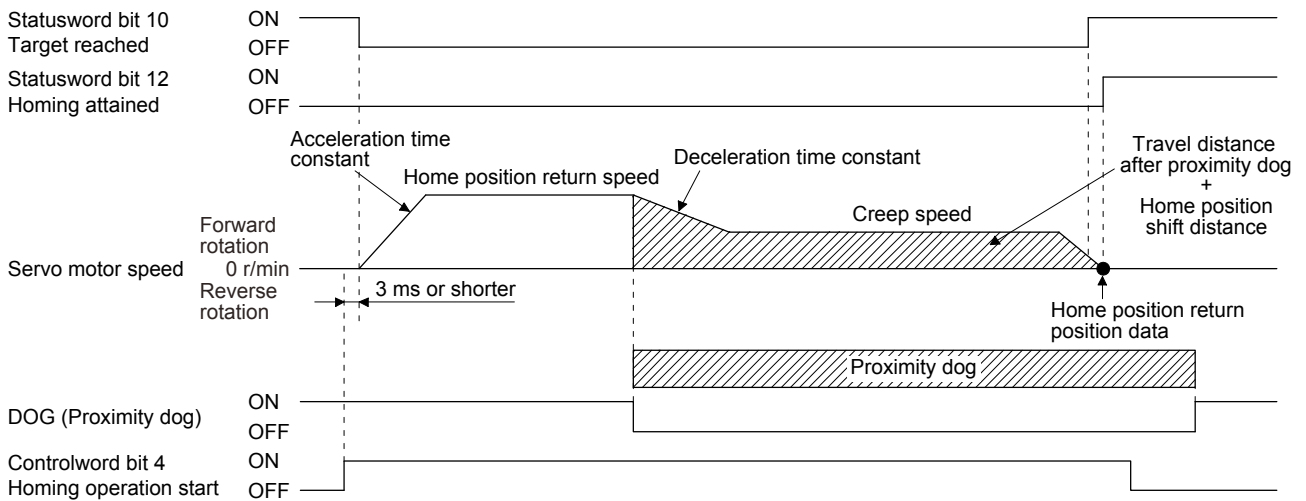 Statusword bit 10 ON
Target reached OFF
Statusword bit 12 ON
Homing attained OFF
Acceleration time
constant
Home position return speed
Deceleration time constant
Creep speed
Travel distance
after proximity dog
+
Home position
shift distance
Forward
rotation
Servo motor speed 0 r/min
Reverse
rotation
3 ms or shorter
Home position return
position data
Proximity dog
DOG (Proximity dog) ON
OFF
Controlword bit 4 ON
Homing operation start OFF